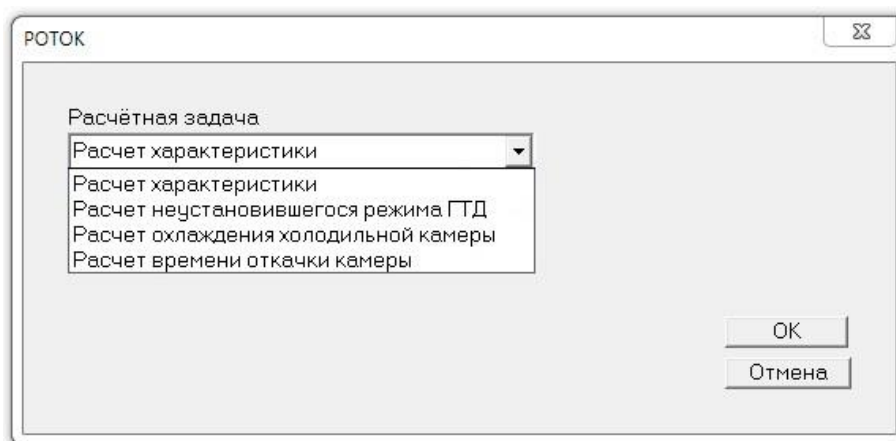 POTOK
Расчётная задача
Расчет характеристики
Расчет характеристики
Расчет неустановившегося режима ГТД
Расчет охлаждения холодильной камеры
Расчет времени откачки камеры
OK
Отмена